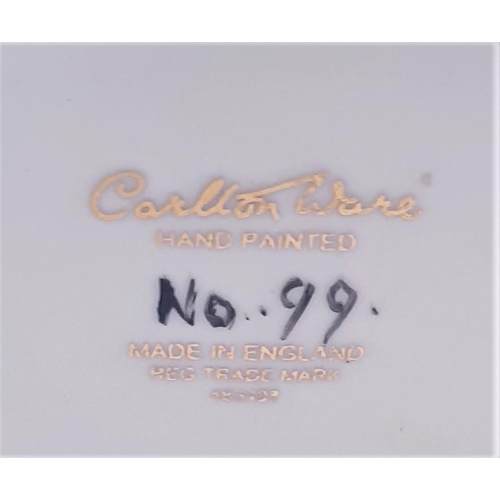 Carlton Ware
HAND PAINTED
No. 99.
MADE IN ENGLAND
REG TRADE MARK